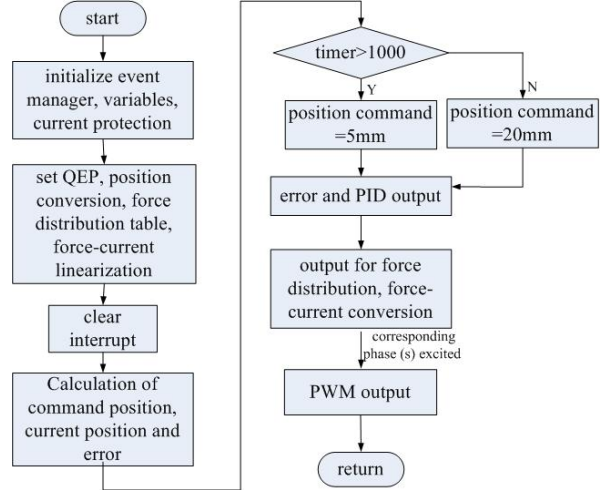 start
initialize event
manager, variables,
current protection
set QEP, position
conversion, force
distribution table,
force-current
linearization
clear
interrupt
Calculation of
command position,
current position and
error
timer>1000
Y
N
position command
=5mm
position command
=20mm
error and PID output
output for force
distribution, force-
current conversion
corresponding
phase (s) excited
PWM output
return